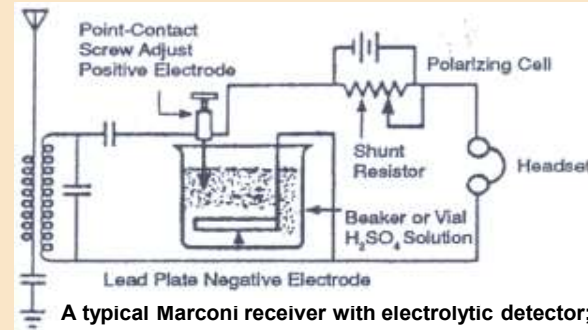 Point-Contact
Screw Adjust
Positive Electrode
Polarizing Cell
Shunt
Resistor
Headset
Beaker or Vial
H₂SO₄ Solution
Lead Plate Negative Electrode
A typical Marconi receiver with electrolytic detector,